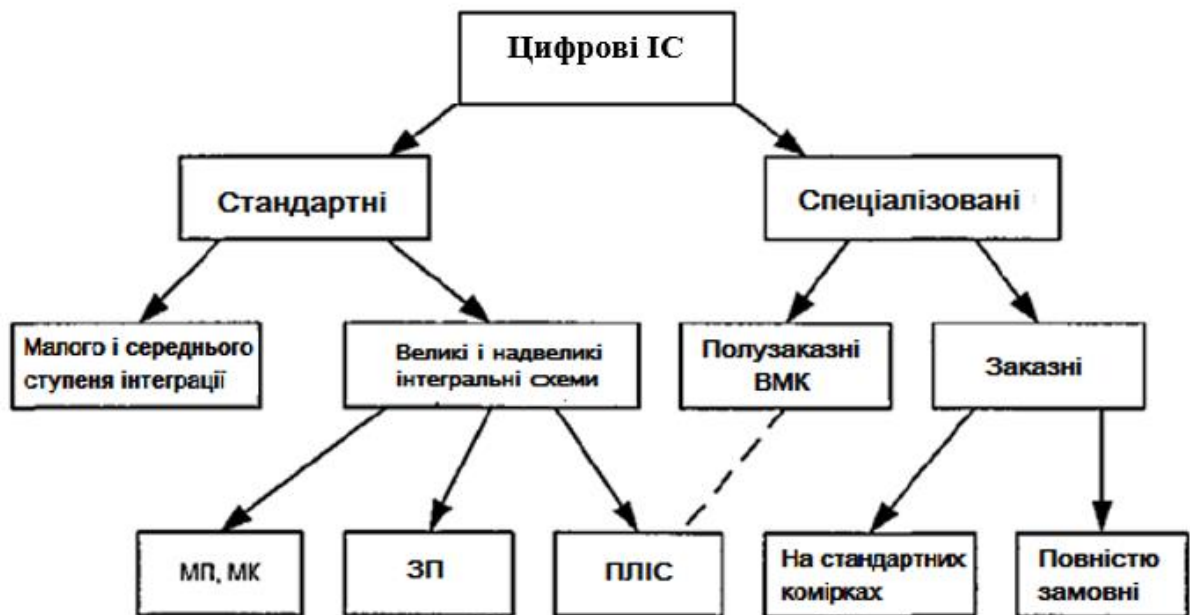 Цифрові ІС
Стандартні
Спеціалізовані
Малого і середнього
ступеня інтеграції
Великі і надвеликі
інтегральні схеми
Полузаказні
ВМК
Заказні
МП, МК
ЗП
ПЛІС
На стандартних
комірках
Повністю
замовні